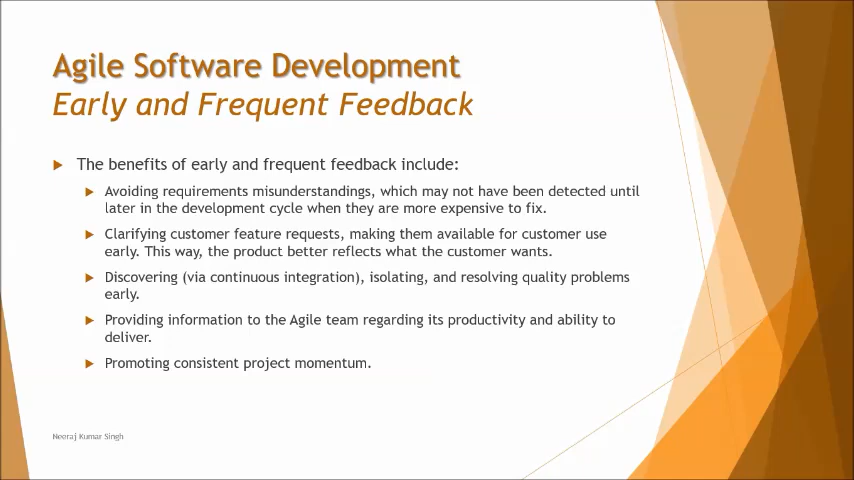 Agile Software Development
Early and Frequent Feedback
The benefits of early and frequent feedback include:
Avoiding requirements misunderstandings, which may not have been detected until
later in the development cycle when they are more expensive to fix.
Clarifying customer feature requests, making them available for customer use
early. This way, the product better reflects what the customer wants.
Discovering (via continuous integration), isolating, and resolving quality problems
early.
Providing information to the Agile team regarding its productivity and ability to
deliver.
Promoting consistent project momentum.
Neeraj Kumar Singh